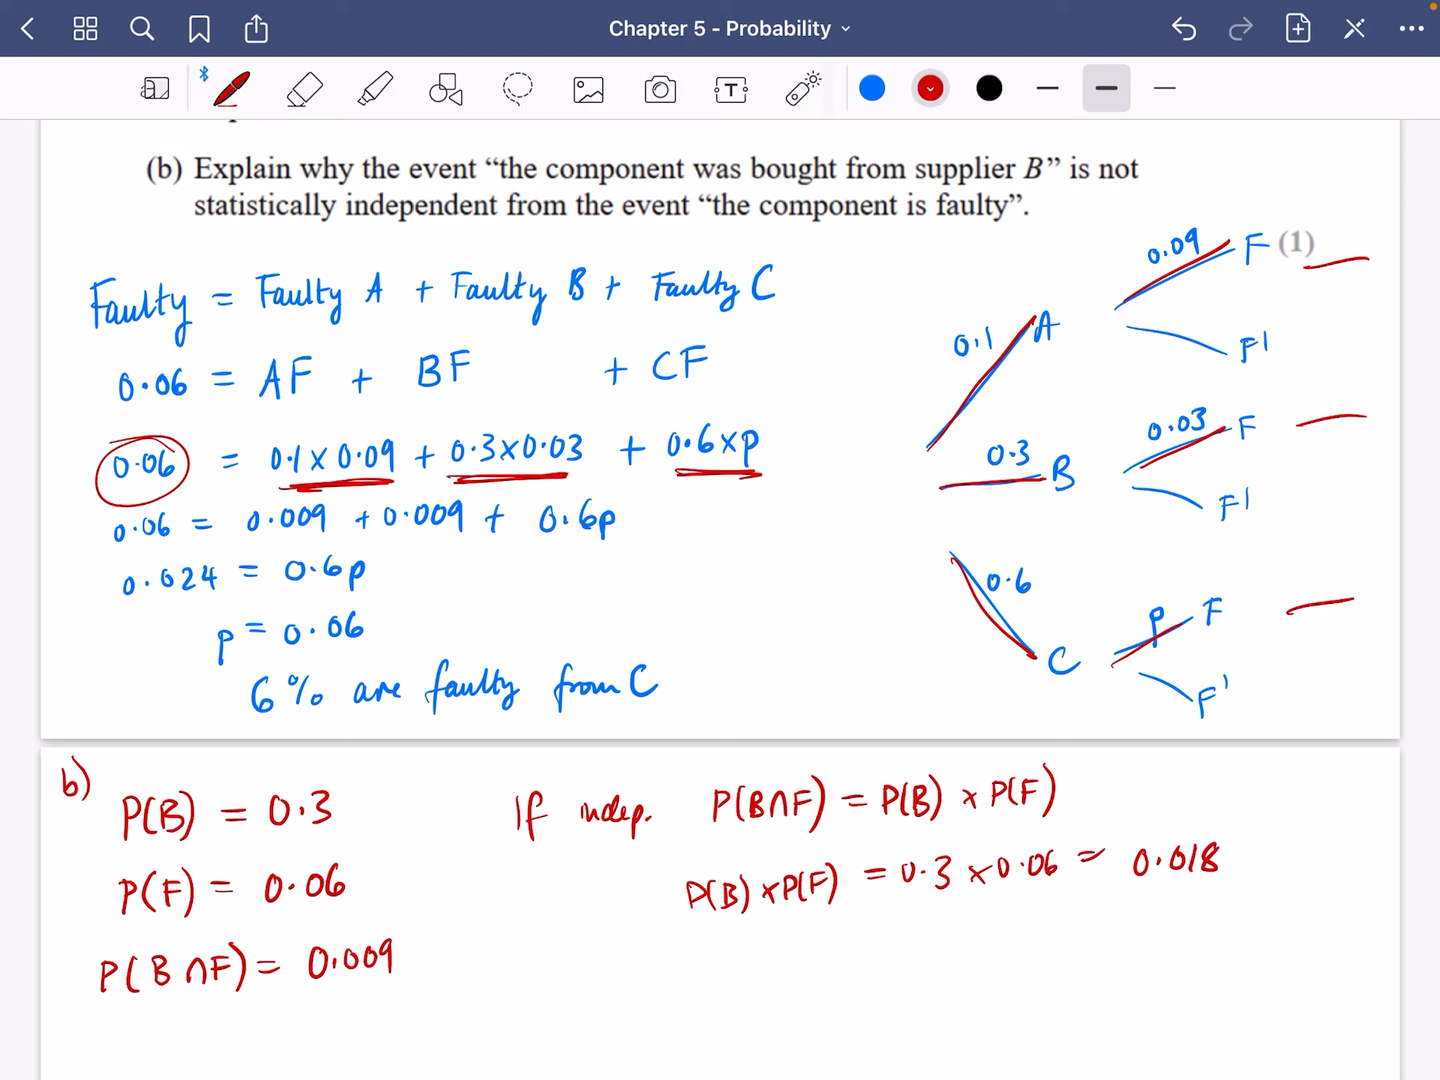 Chapter 5 - Probability
(b) Explain why the event “the component was bought from supplier B” is not
statistically independent from the event “the component is faulty”.
(1)
Faulty = Faulty A + Faulty B + Faulty C
0.06 = AF + BF + CF
0.06 = 0.1 × 0.09 + 0.3 × 0.03 + 0.6 × p
0.06 = 0.009 + 0.009 + 0.6p
0.024 = 0.6p
p = 0.06
6 % are faulty from C
0.1 A
0.09 F
F'
0.3 B
0.03 F
F'
0.6 C
p F
F'
b)
P(B) = 0.3
P(F) = 0.06
P(B ∩ F) = 0.009
If indep. P(B∩F) = P(B) × P(F)
P(B) × P(F) = 0.3 × 0.06 = 0.018